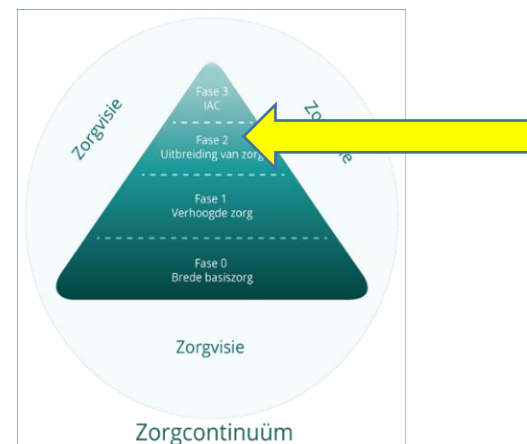 Fase 3
IAC
Zorgvisie
Fase 2
Uitbreiding van zorg
Fase 1
Verhoogde zorg
Fase 0
Brede basiszorg
Zorgvisie
Zorgcontinuüm